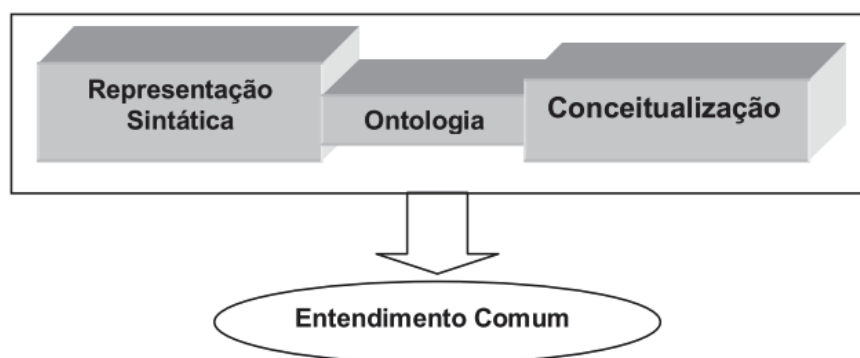 Representação
Sintática
Ontologia
Conceitualização
Entendimento Comum